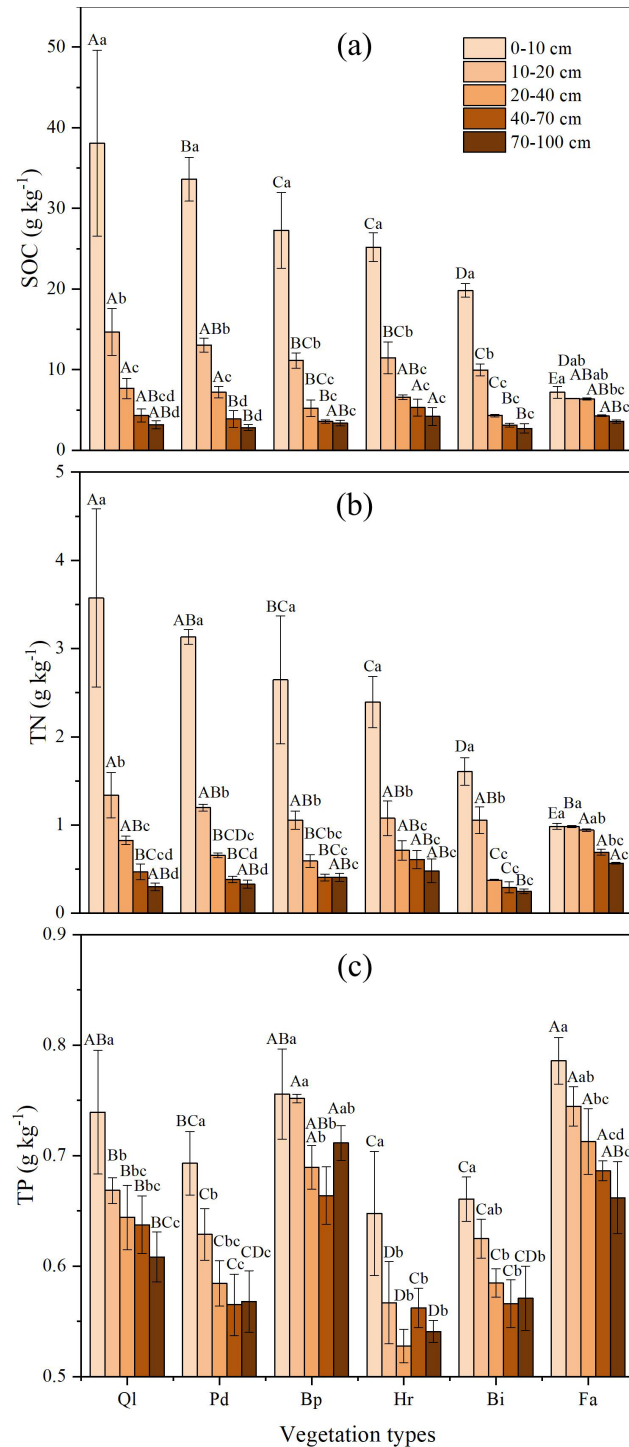 (a)
0-10 cm
10-20 cm
20-40 cm
40-70 cm
70-100 cm
SOC (g kg⁻¹)
50
40
30
20
10
0
Aa
Ab
Ac
ABcd
ABd
Ba
ABb
Ac
Bd
Bd
Ca
BCb
BCc
Bc
ABc
Ca
BCb
ABc
Ac
Ac
Da
Cb
Cc
Bc
Bc
Ea
Dab
ABab
ABbc
ABc
(b)
TN (g kg⁻¹)
5
4
3
2
1
0
Aa
Ab
ABc
BCcd
ABd
ABa
ABb
BCDc
BCd
ABd
BCa
ABb
BCbc
BCc
ABc
Ca
ABb
ABc
ABc
ABc
Da
ABb
Cc
Cc
Bc
Ea
Ba
Aab
Abc
Ac
(c)
TP (g kg⁻¹)
0.9
0.8
0.7
0.6
0.5
ABa
Bb
Bbc
Bbc
BCc
BCa
Cb
Cbc
Cc
CDc
ABa
Aa
Ab
ABb
Aab
Ca
Db
Db
Cb
Db
Ca
Cab
Cb
Cb
CDb
Aa
Aab
Abc
Acd
ABd
Ql Pd Bp Hr Bi Fa
Vegetation types